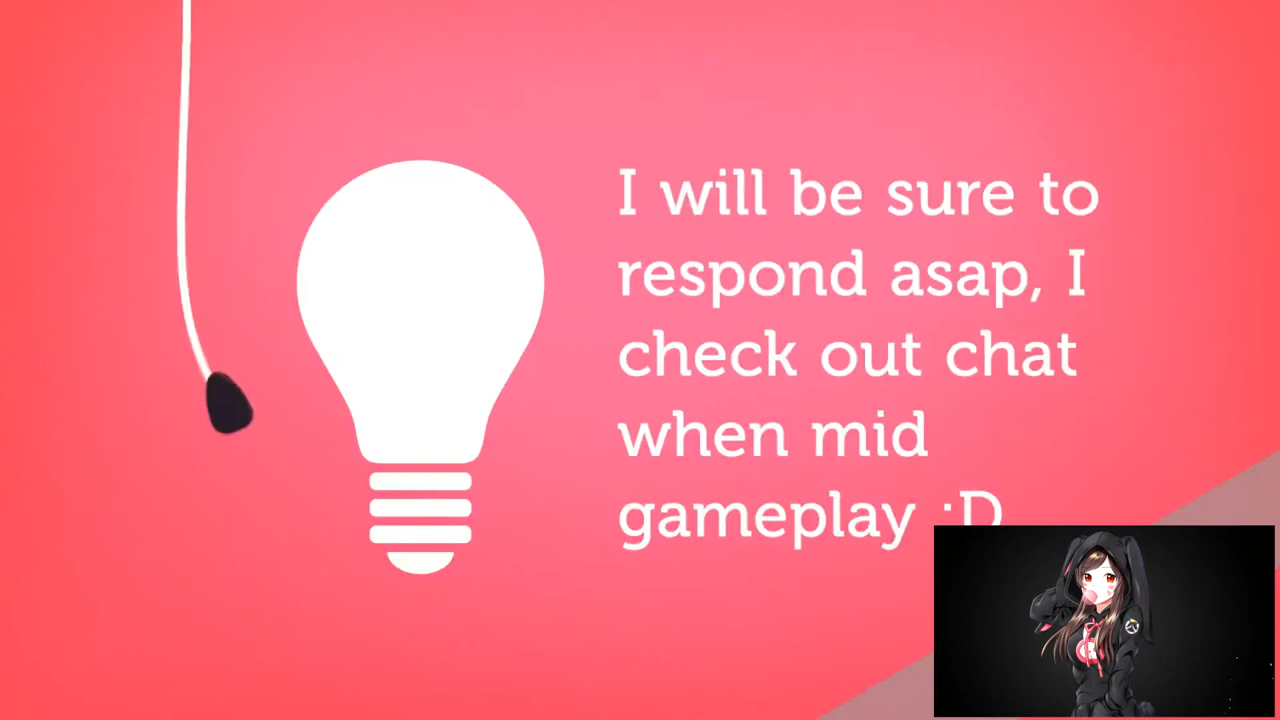 I will be sure to
respond asap, I
check out chat
when mid
gameplay :D